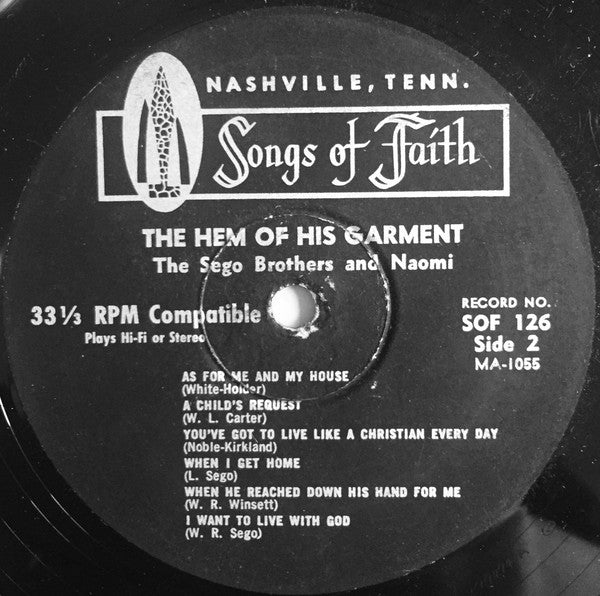 NASHVILLE, TENN.
Songs of Faith
THE HEM OF HIS GARMENT
The Sego Brothers and Naomi
33 1/3 RPM Compatible
Plays Hi-Fi or Stereo
RECORD NO.
SOF 126
Side 2
MA-1055
AS FOR ME AND MY HOUSE
(White-Holder)
A CHILD'S REQUEST
(W. L. Carter)
YOU'VE GOT TO LIVE LIKE A CHRISTIAN EVERY DAY
(Noble-Kirkland)
WHEN I GET HOME
(L. Sego)
WHEN HE REACHED DOWN HIS HAND FOR ME
(W. R. Winsett)
I WANT TO LIVE WITH GOD
(W. R. Sego)